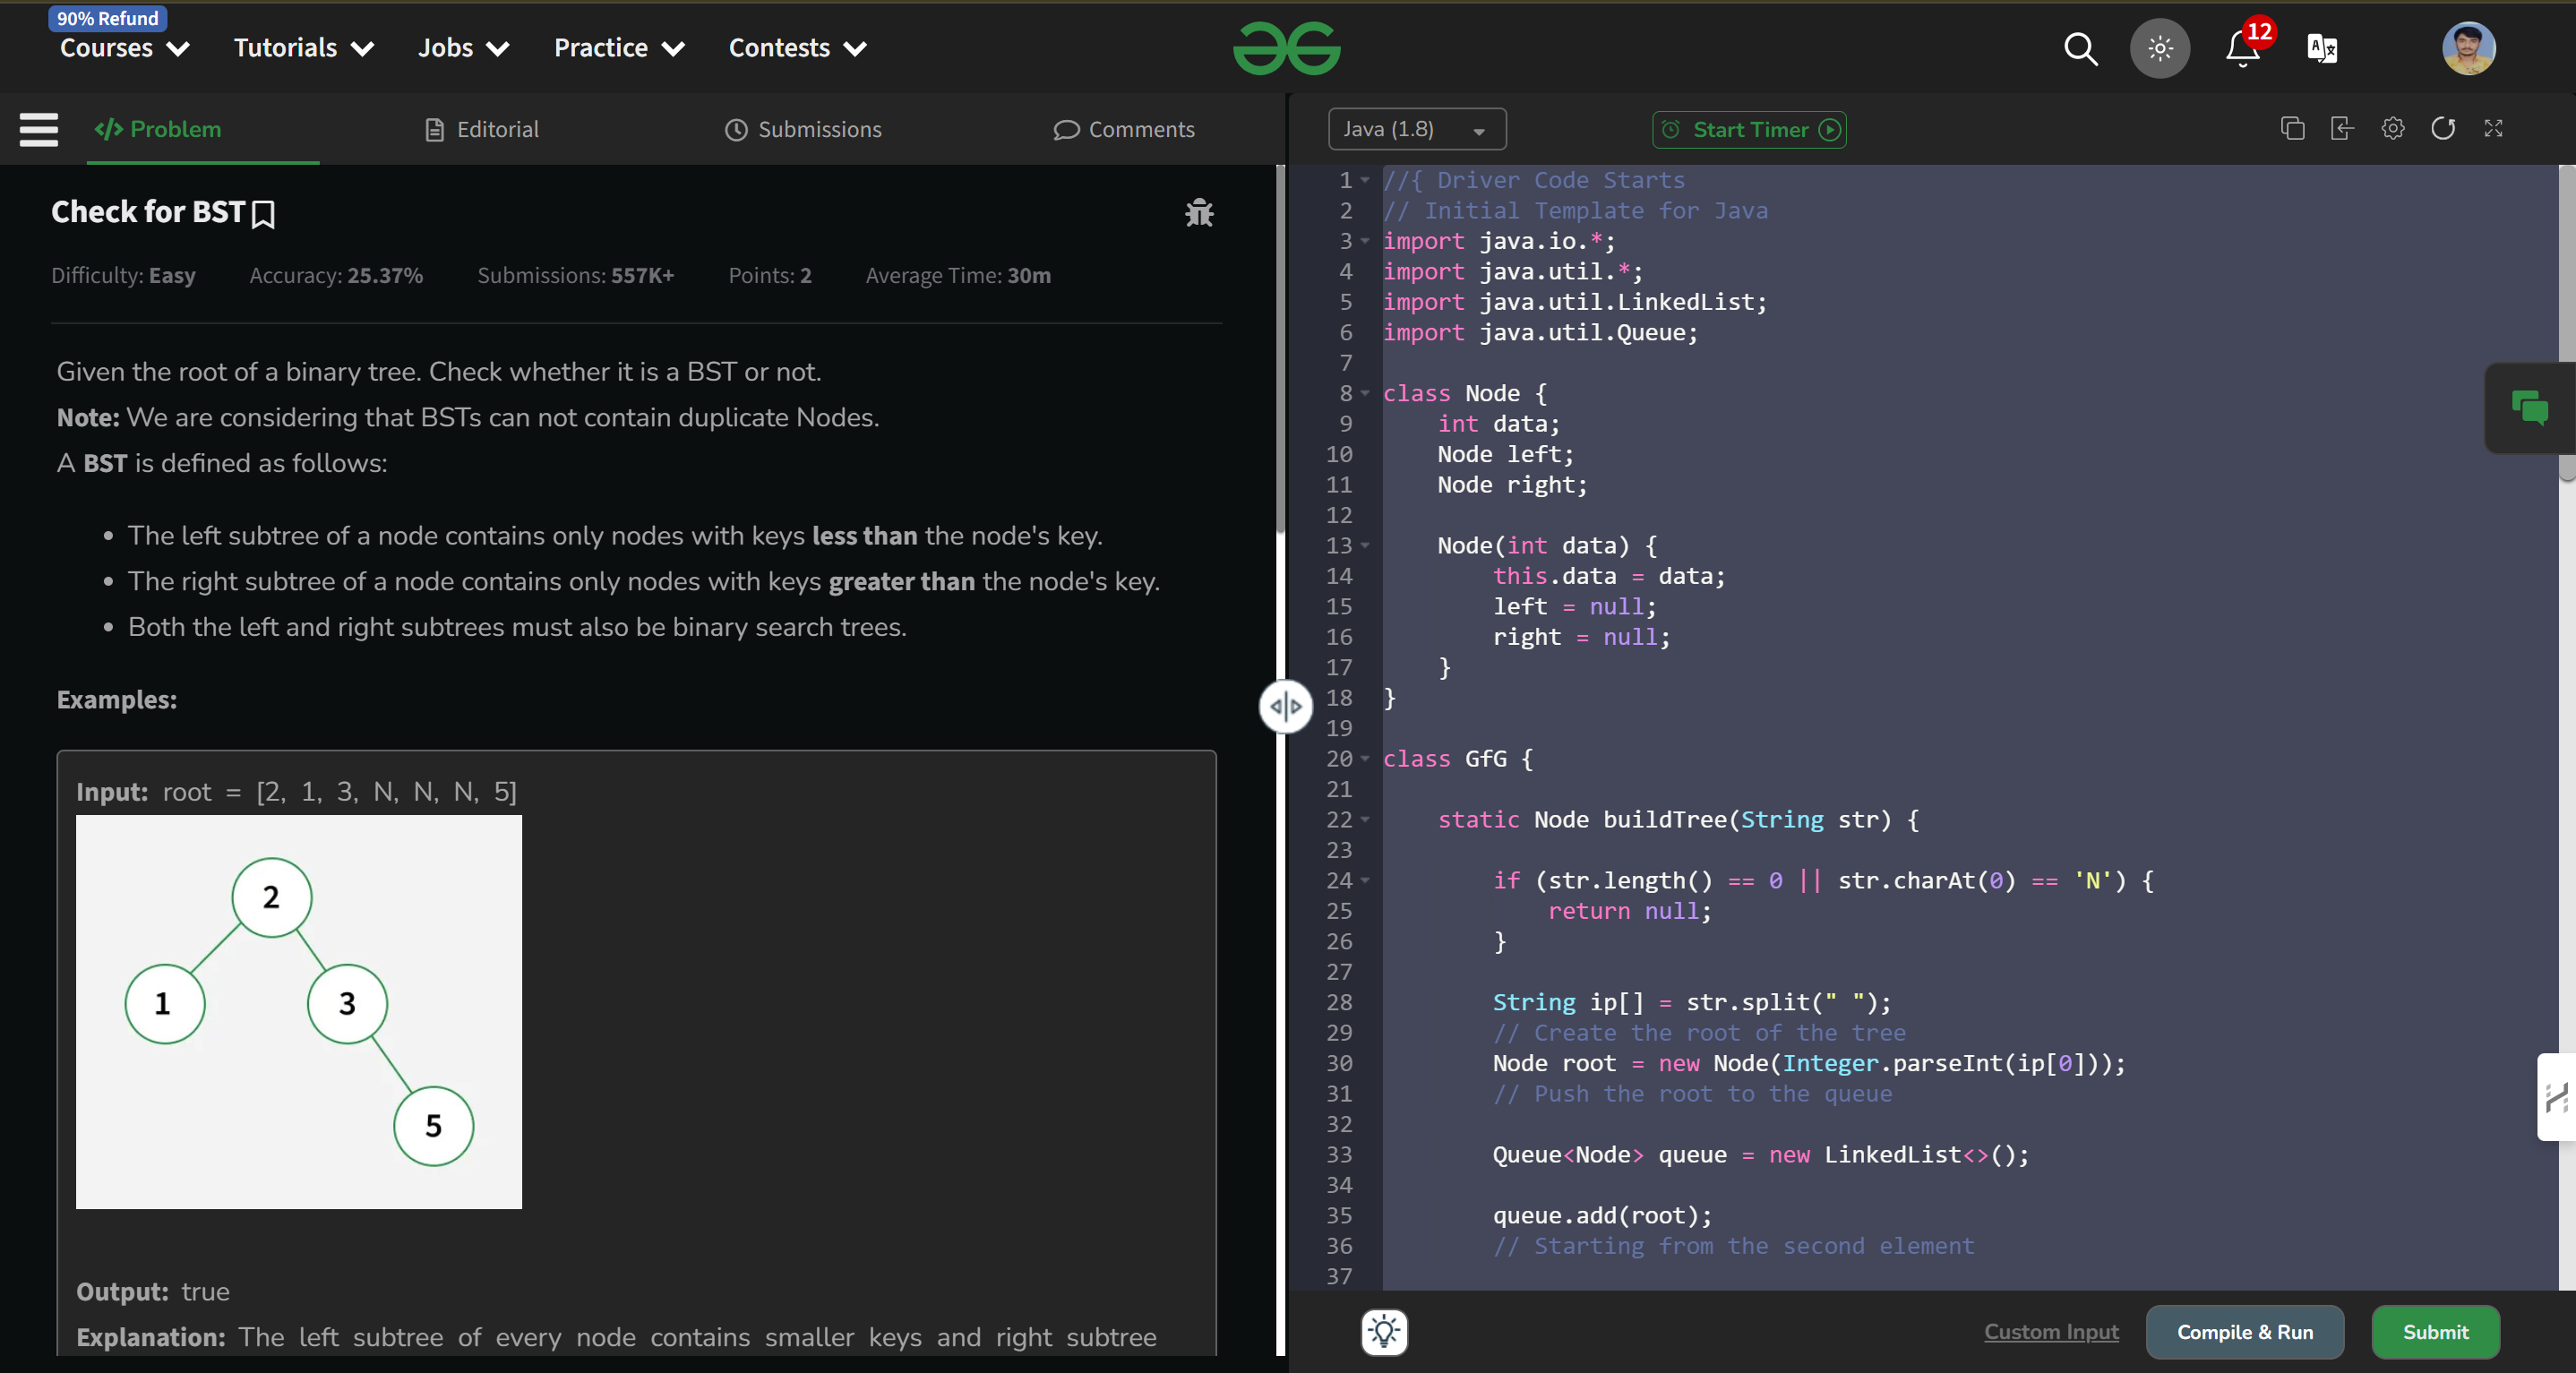 90% Refund
Courses Tutorials Jobs Practice Contests
12
Problem Editorial Submissions Comments
Check for BST
Difficulty: Easy Accuracy: 25.37% Submissions: 557K+ Points: 2 Average Time: 30m
Given the root of a binary tree. Check whether it is a BST or not.
Note: We are considering that BSTs can not contain duplicate Nodes.
A BST is defined as follows:
• The left subtree of a node contains only nodes with keys less than the node's key.
• The right subtree of a node contains only nodes with keys greater than the node's key.
• Both the left and right subtrees must also be binary search trees.
Examples:
Input: root = [2, 1, 3, N, N, N, 5]
2
1 3
5
Output: true
Explanation: The left subtree of every node contains smaller keys and right subtree
Java (1.8) Start Timer
1 //{ Driver Code Starts
2 // Initial Template for Java
3 import java.io.*;
4 import java.util.*;
5 import java.util.LinkedList;
6 import java.util.Queue;
7
8 class Node {
9 int data;
10 Node left;
11 Node right;
12
13 Node(int data) {
14 this.data = data;
15 left = null;
16 right = null;
17 }
18 }
19
20 class GfG {
21
22 static Node buildTree(String str) {
23
24 if (str.length() == 0 || str.charAt(0) == 'N') {
25 return null;
26 }
27
28 String ip[] = str.split(" ");
29 // Create the root of the tree
30 Node root = new Node(Integer.parseInt(ip[0]));
31 // Push the root to the queue
32
33 Queue<Node> queue = new LinkedList<>();
34
35 queue.add(root);
36 // Starting from the second element
37
Custom Input Compile & Run Submit